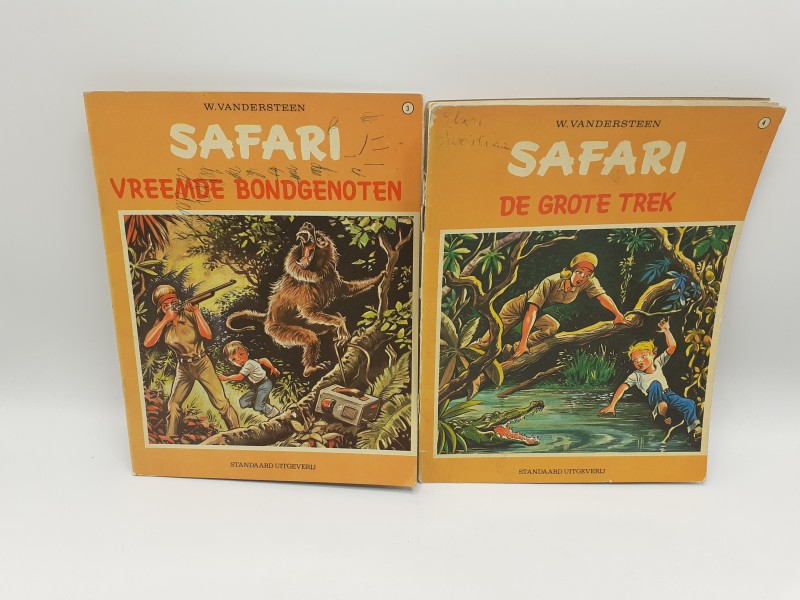 W. VANDERSTEEN
3
SAFARI
VREEMDE BONDGENOTEN
STANDAARD UITGEVERIJ
W. VANDERSTEEN
4
SAFARI
DE GROTE TREK
STANDAARD UITGEVERIJ